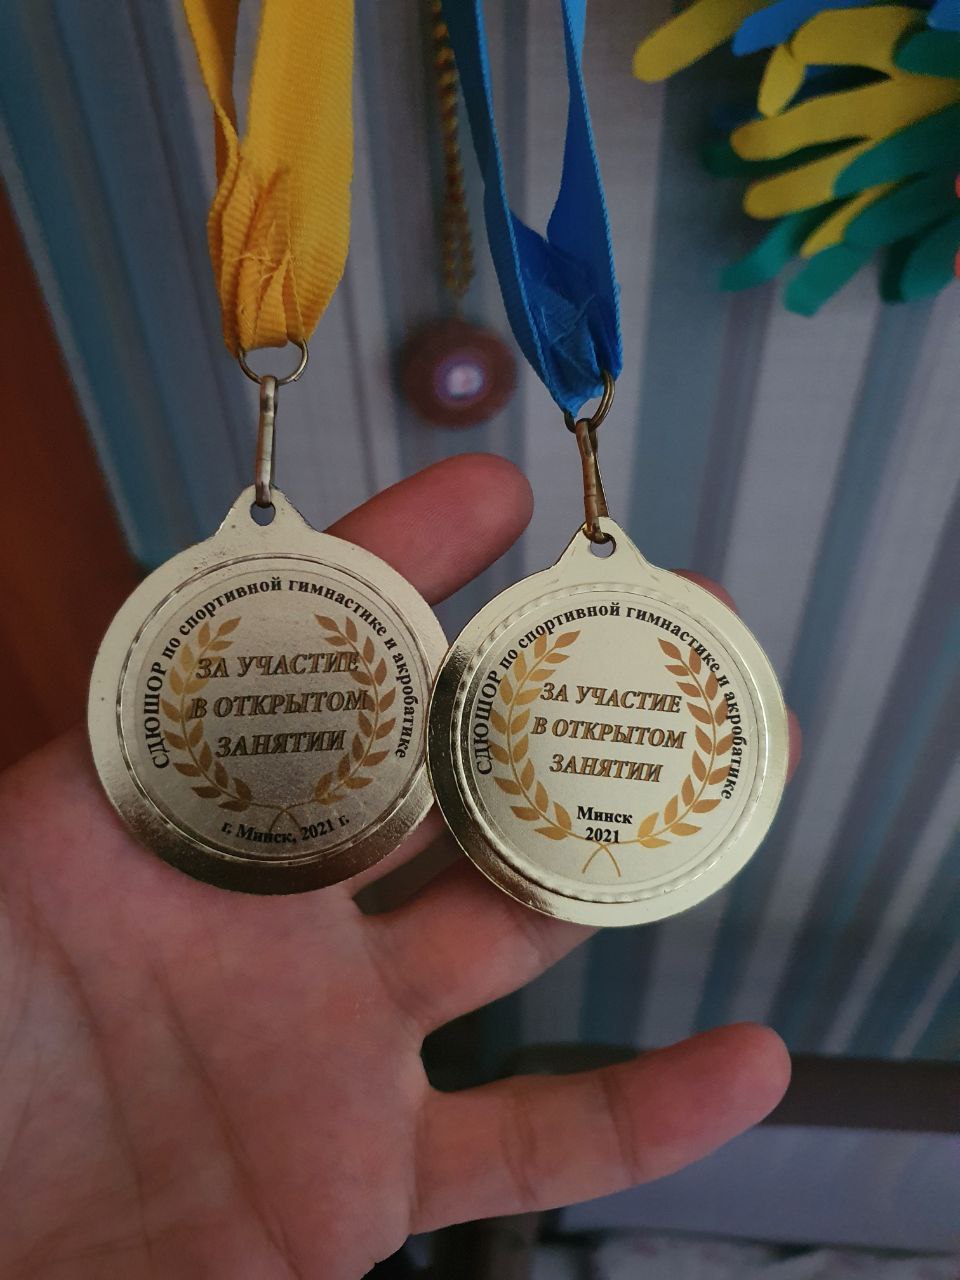 СДЮШОР по спортивной гимнастике и акробатике
ЗА УЧАСТИЕ
В ОТКРЫТОМ
ЗАНЯТИИ
г. Минск, 2021 г.
СДЮШОР по спортивной гимнастике и акробатике
ЗА УЧАСТИЕ
В ОТКРЫТОМ
ЗАНЯТИИ
Минск
2021